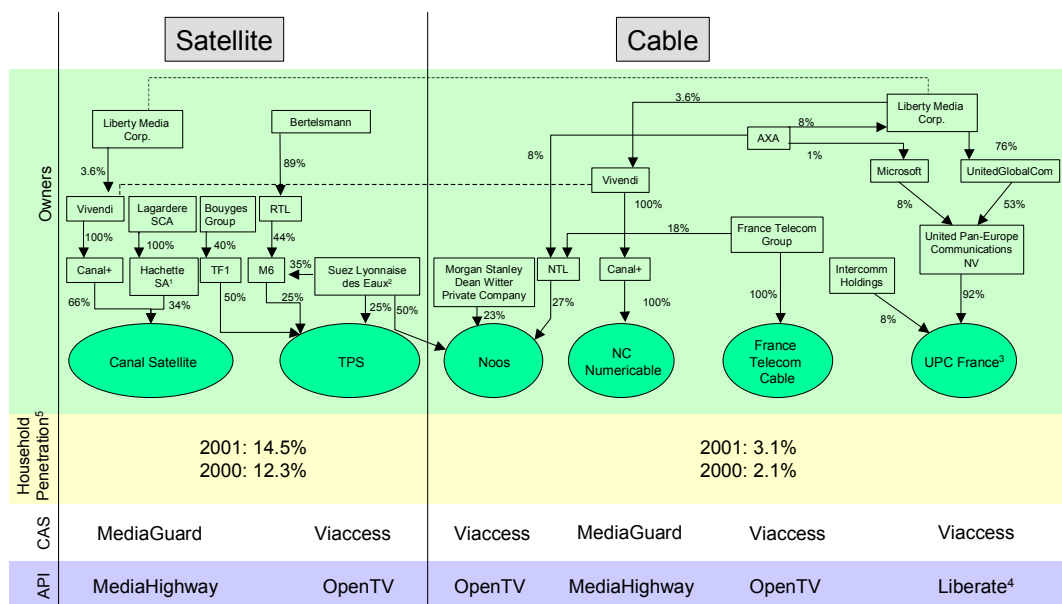 Satellite
Cable
Owners
Liberty Media
Corp.
Bertelsmann
3.6%
Liberty Media
Corp.
AXA
8%
8%
1%
76%
3.6%
89%
Vivendi
Microsoft
UnitedGlobalCom
Vivendi
Lagardere
SCA
Bouyges
Group
RTL
100%
8%
53%
100%
100%
40%
44%
18%
France Telecom
Group
United Pan-Europe
Communications
NV
Canal+
Hachette
SA¹
TF1
M6
35%
Suez Lyonnaise
des Eaux²
Morgan Stanley
Dean Witter
Private Company
NTL
Canal+
Intercomm
Holdings
66%
34%
50%
25%
25%
50%
23%
27%
100%
100%
8%
92%
Canal Satellite
TPS
Noos
NC
Numericable
France
Telecom
Cable
UPC France³
Household
Penetration⁵
2001: 14.5%
2000: 12.3%
2001: 3.1%
2000: 2.1%
CAS
MediaGuard
Viaccess
Viaccess
MediaGuard
Viaccess
Viaccess
API
MediaHighway
OpenTV
OpenTV
MediaHighway
OpenTV
Liberate⁴